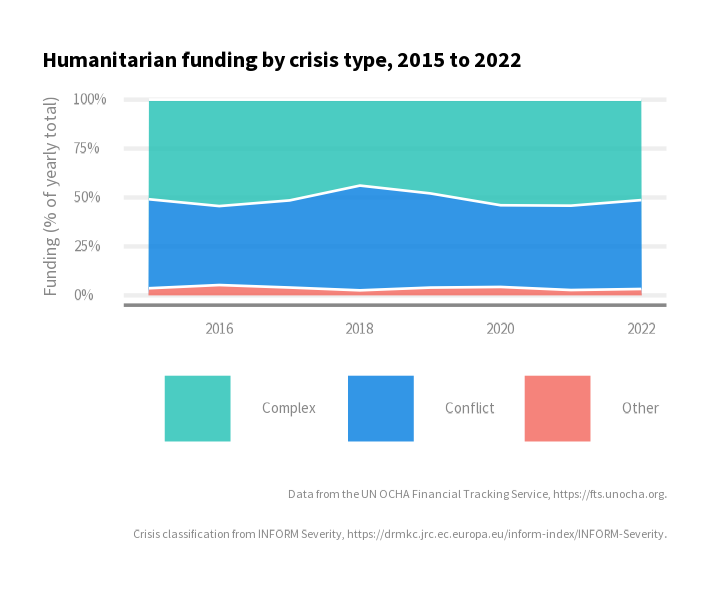 Humanitarian funding by crisis type, 2015 to 2022
Funding (% of yearly total)
100%
75%
50%
25%
0%
2016 2018 2020 2022
Complex Conflict Other
Data from the UN OCHA Financial Tracking Service, https://fts.unocha.org.
Crisis classification from INFORM Severity, https://drmkc.jrc.ec.europa.eu/inform-index/INFORM-Severity.